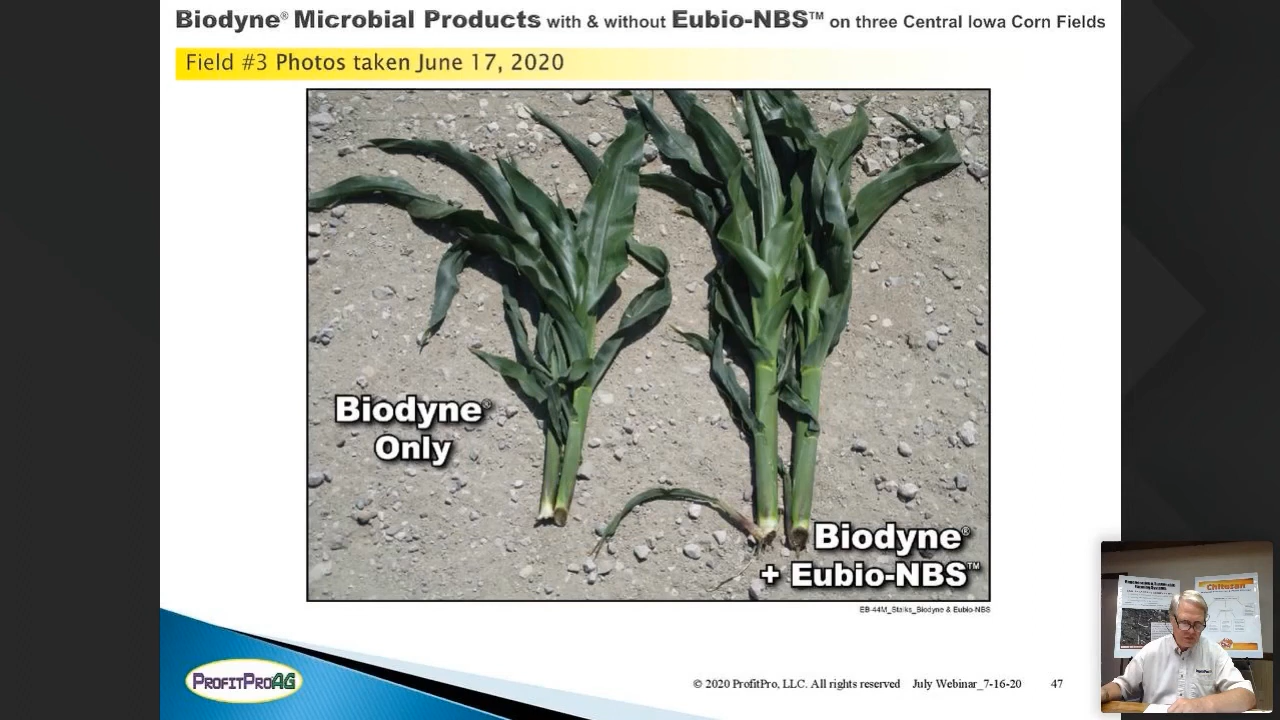 Biodyne® Microbial Products with & without Eubio-NBS™ on three Central Iowa Corn Fields
Field #3 Photos taken June 17, 2020
Biodyne®
Only
Biodyne®
+ Eubio-NBS™
EB-44M_Stalks_Biodyne & Eubio-NBS
PROFITPROAG
© 2020 ProfitPro, LLC. All rights reserved July Webinar_7-16-20 47
Chitosan